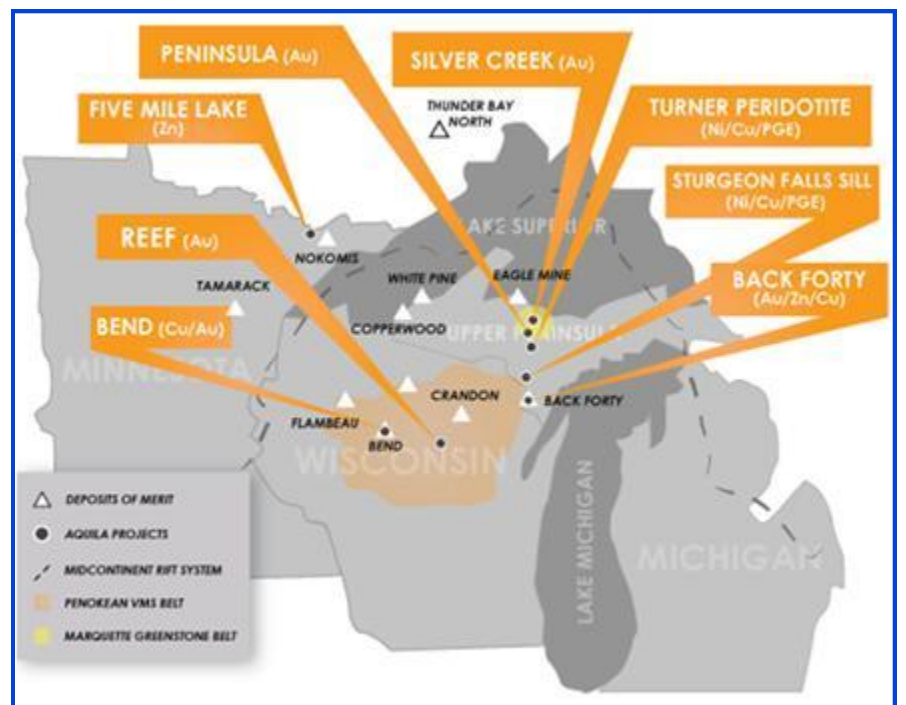 PENINSULA (Au)
SILVER CREEK (Au)
THUNDER BAY
NORTH
FIVE MILE LAKE
(Zn)
TURNER PERIDOTITE
(Ni/Cu/PGE)
STURGEON FALLS SILL
(Ni/Cu/PGE)
LAKE SUPERIOR
REEF (Au)
NOKOMIS
WHITE PINE
EAGLE MINE
BACK FORTY
(Au/Zn/Cu)
TAMARACK
BEND (Cu/Au)
COPPERWOOD
UPPER PENINSULA
MINNESOTA
CRANDON
BACK FORTY
FLAMBEAU
BEND
WISCONSIN
LAKE MICHIGAN
MICHIGAN
DEPOSITS OF MERIT
AQUILA PROJECTS
MIDCONTINENT RIFT SYSTEM
PENOKEAN VMS BELT
MARQUETTE GREENSTONE BELT